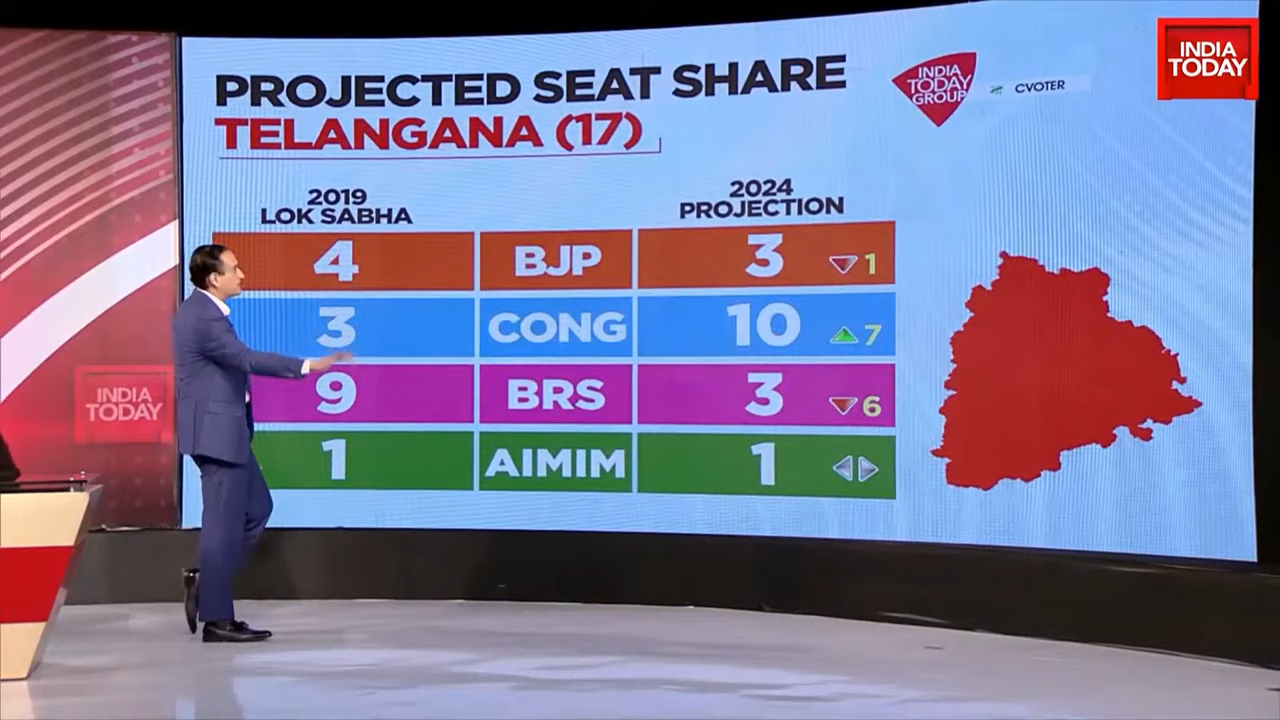 PROJECTED SEAT SHARE
TELANGANA (17)
INDIA
TODAY
GROUP
CVOTER
INDIA
TODAY
2019
LOK SABHA
2024
PROJECTION
4 BJP 3 1
3 CONG 10 7
9 BRS 3 6
1 AIMIM 1
INDIA
TODAY